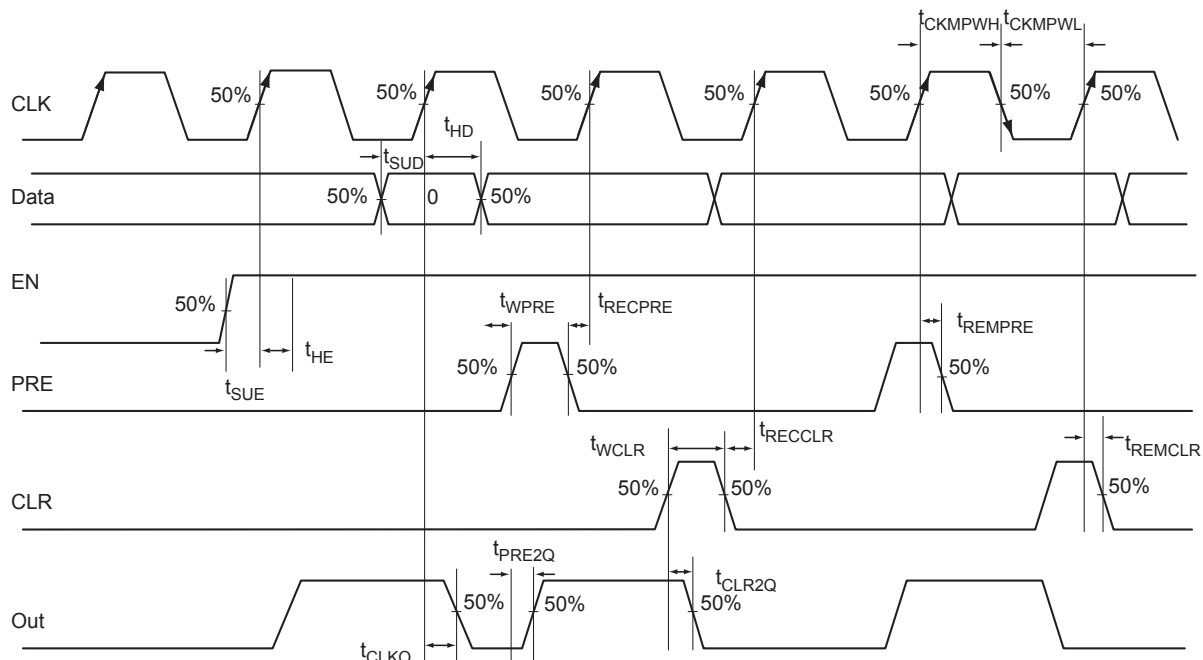 tCKMPWH tCKMPWL
CLK
50% 50% 50% 50% 50% 50% 50%
tHD
tSUD
Data
50% 0 50%
EN
50%
tWPRE tRECPRE
tREMPRE
tHE
PRE
50% 50% 50%
tSUE
tRECCLR
tWCLR
tREMCLR
CLR
50% 50% 50%
tPRE2Q
tCLR2Q
Out
50% 50% 50%
tCLKQ